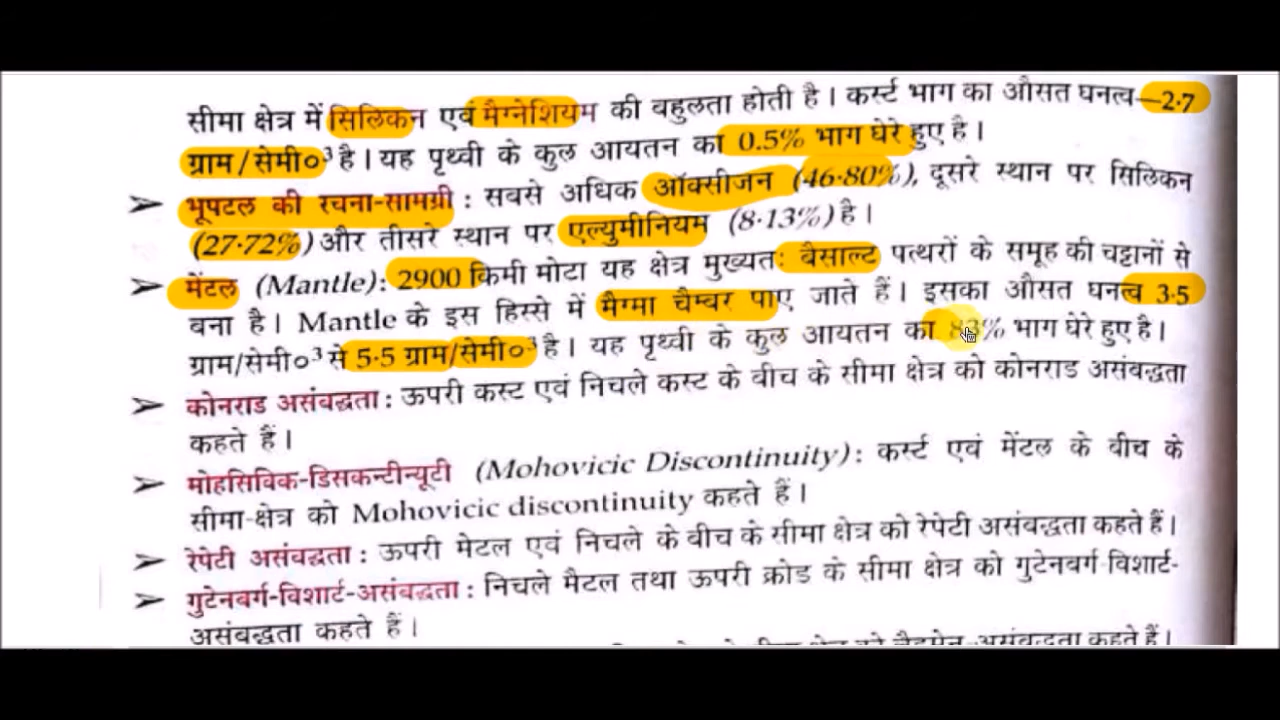 सीमा क्षेत्र में सिलिकन एवं मैग्नेशियम की बहुलता होती है। कर्स्ट भाग का औसत घनत्व—2·7
ग्राम/सेमी०³ है। यह पृथ्वी के कुल आयतन का 0.5% भाग घेरे हुए है।
➢ भूपटल की रचना-सामग्री : सबसे अधिक ऑक्सीजन (46·80%), दूसरे स्थान पर सिलिकन
(27·72%) और तीसरे स्थान पर एल्युमीनियम (8·13%) है।
➢ मेंटल (Mantle): 2900 किमी मोटा यह क्षेत्र मुख्यतः बैसाल्ट पत्थरों के समूह की चट्टानों से
बना है। Mantle के इस हिस्से में मैग्मा चैम्बर पाए जाते हैं। इसका औसत घनत्व 3·5
ग्राम/सेमी०³ से 5·5 ग्राम/सेमी०³ है। यह पृथ्वी के कुल आयतन का 83% भाग घेरे हुए है।
➢ कोनराड असंबद्धता : ऊपरी कस्ट एवं निचले कस्ट के बीच के सीमा क्षेत्र को कोनराड असंबद्धता
कहते हैं।
➢ मोहसिविक-डिसकन्टीन्यूटी (Mohovicic Discontinuity) : कर्स्ट एवं मेंटल के बीच के
सीमा-क्षेत्र को Mohovicic discontinuity कहते हैं।
➢ रेपेटी असंबद्धता : ऊपरी मेटल एवं निचले के बीच के सीमा क्षेत्र को रेपेटी असंबद्धता कहते हैं।
➢ गुटेनबर्ग-विशार्ट-असंबद्धता : निचले मैटल तथा ऊपरी क्रोड के सीमा क्षेत्र को गुटेनबर्ग-विशार्ट-
असंबद्धता कहते हैं।